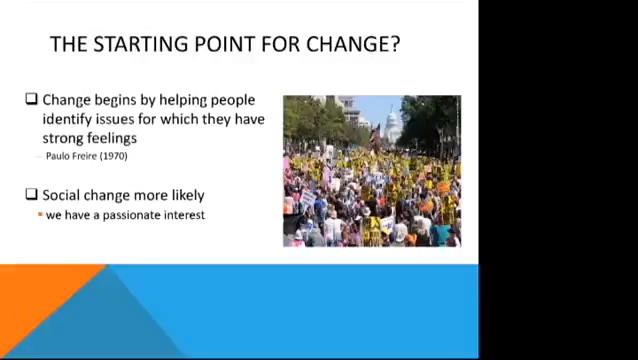 THE STARTING POINT FOR CHANGE?
Change begins by helping people
identify issues for which they have
strong feelings
– Paulo Freire (1970)
Social change more likely
we have a passionate interest